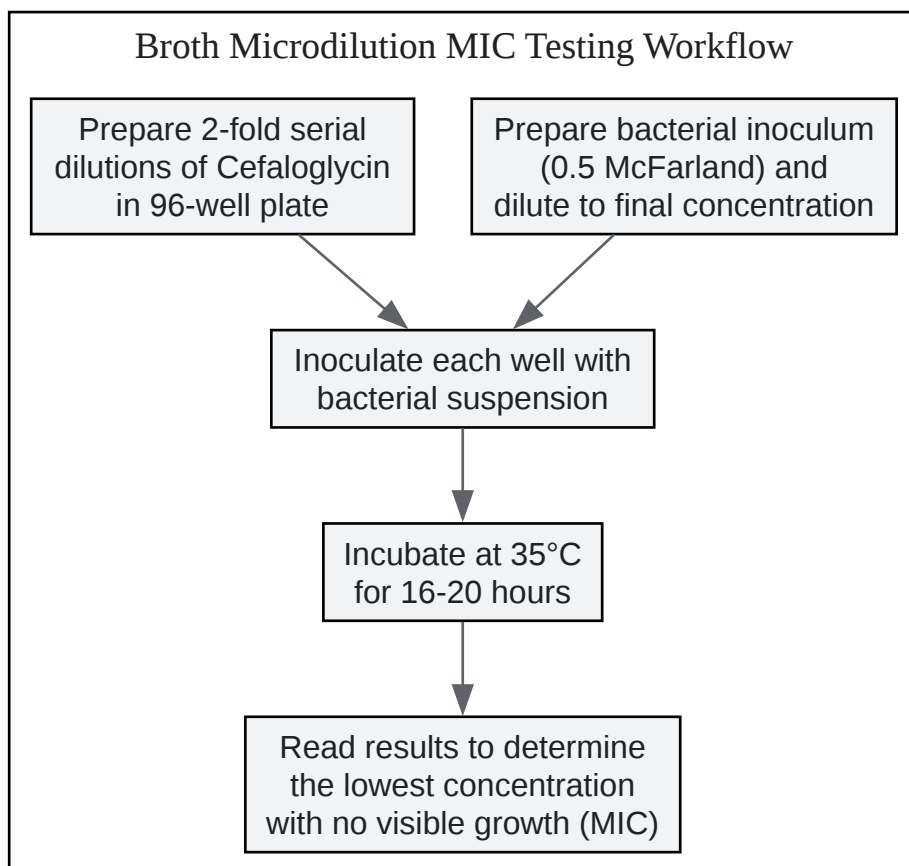 Broth Microdilution MIC Testing Workflow
Prepare 2-fold serial
dilutions of Cefaloglycin
in 96-well plate
Prepare bacterial inoculum
(0.5 McFarland) and
dilute to final concentration
Inoculate each well with
bacterial suspension
Incubate at 35°C
for 16-20 hours
Read results to determine
the lowest concentration
with no visible growth (MIC)